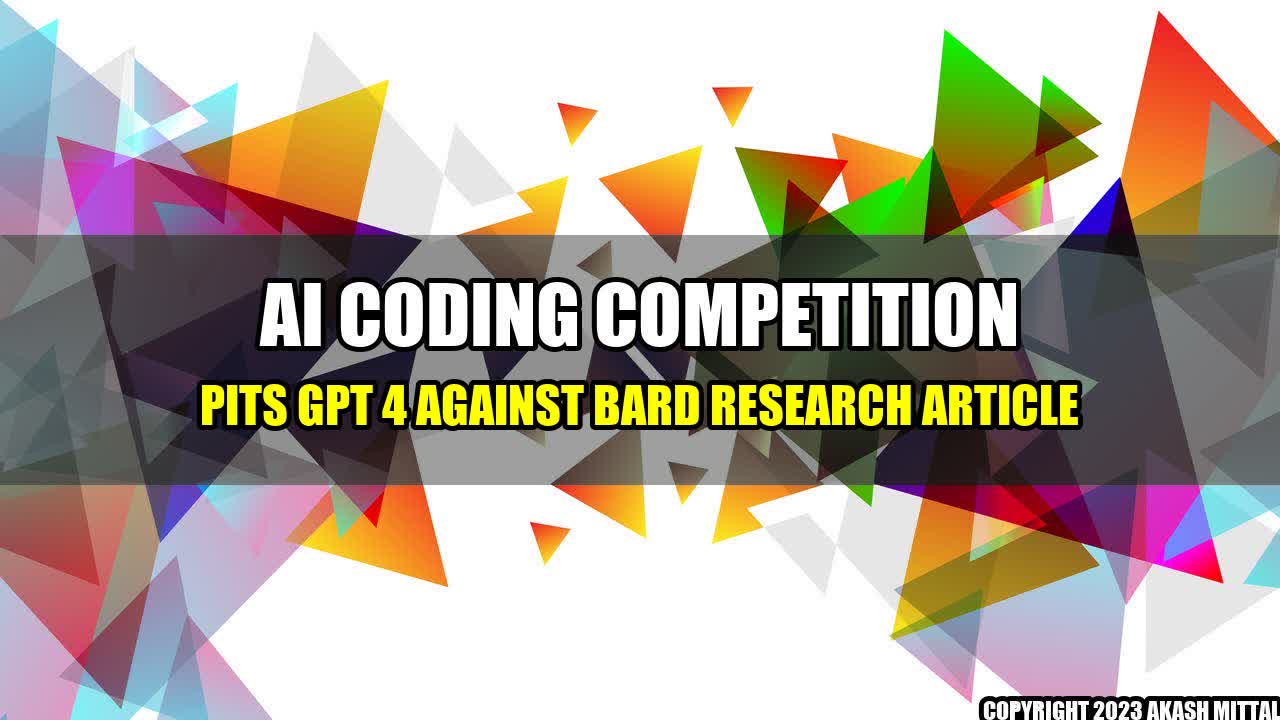 AI CODING COMPETITION
PITS GPT 4 AGAINST BARD RESEARCH ARTICLE
COPYRIGHT 2023 AKASH MITTAL